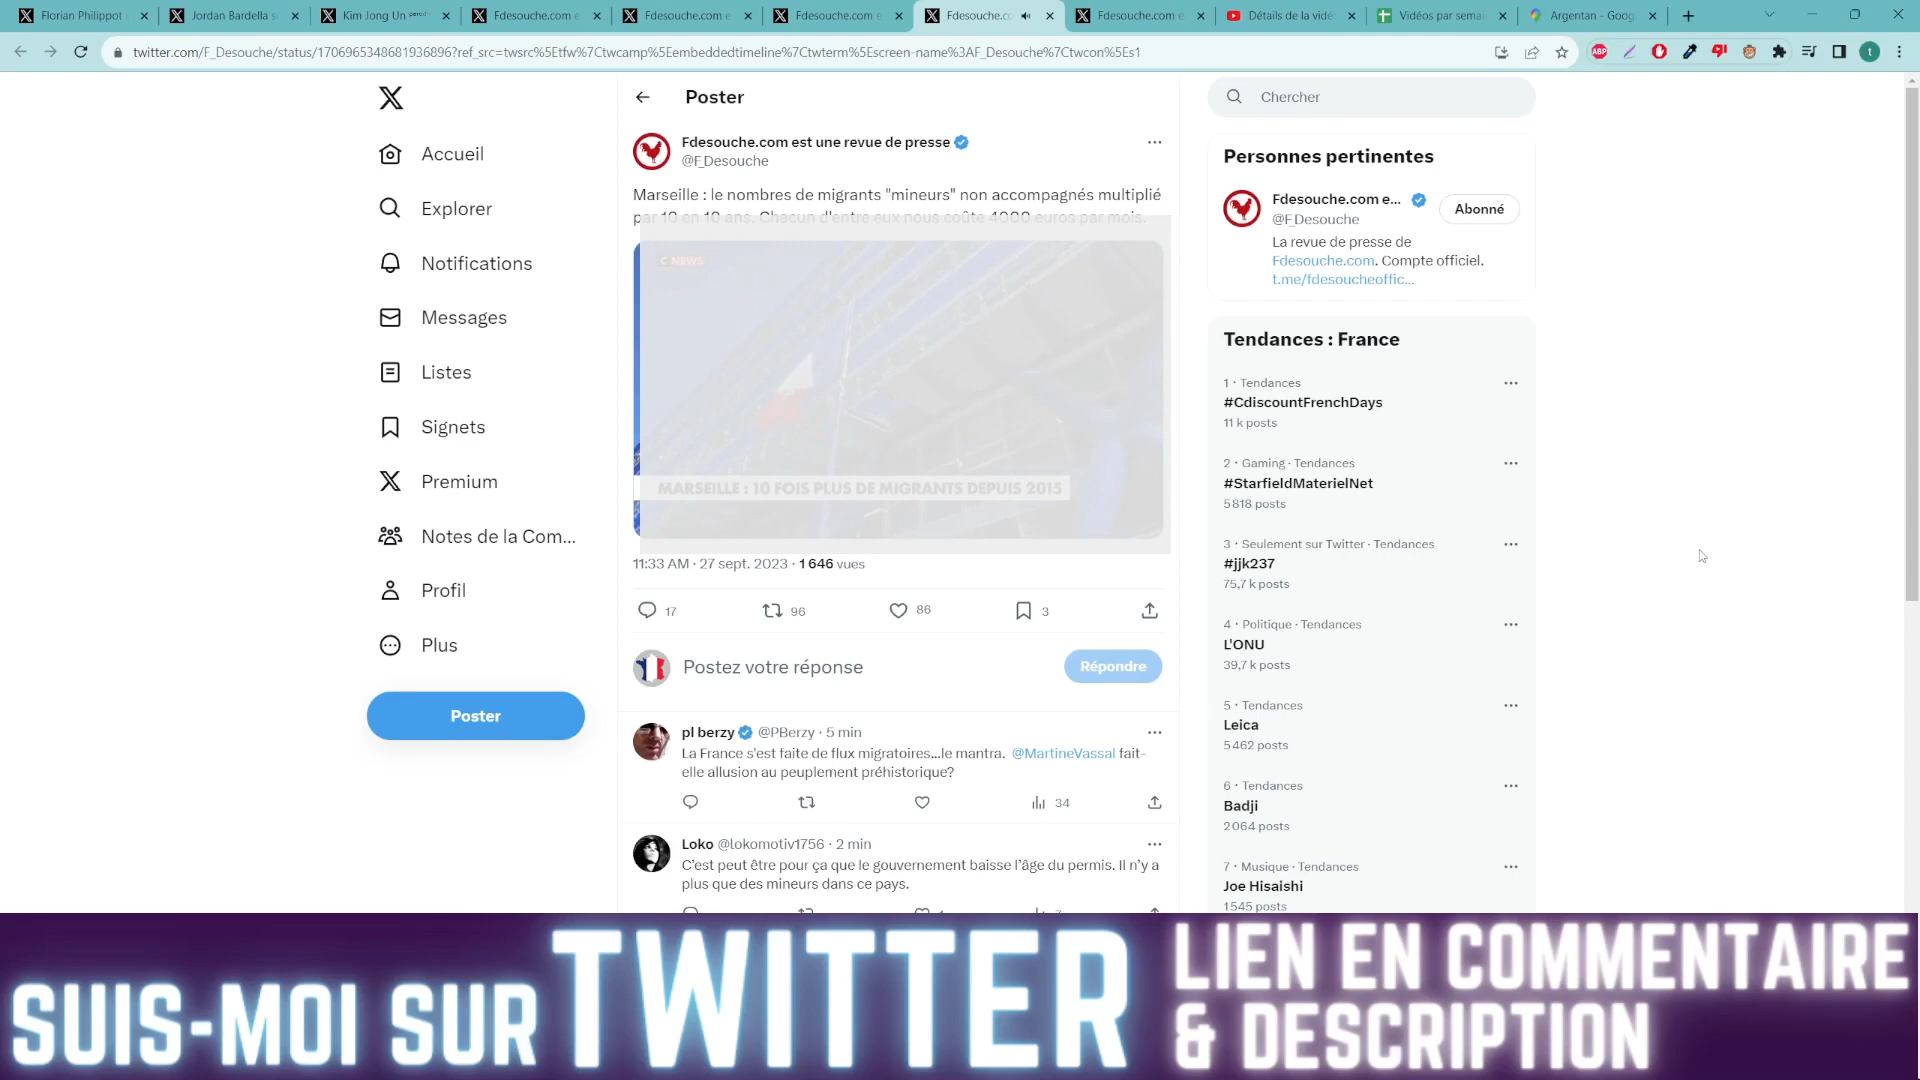 Florian Philippot
Jordan Bardella s
Kim Jong Un
Fdesouche.com e
Fdesouche.com e
Fdesouche.com e
Fdesouche.co
Fdesouche.com e
Détails de la vidé
Vidéos par semai
Argentan - Goog
twitter.com/F_Desouche/status/1706965348681936896?ref_src=twsrc%5Etfw%7Ctwcamp%5Eembeddedtimeline%7Ctwterm%5Escreen-name%3AF_Desouche%7Ctwcon%5Es1
ABP
t
Accueil
Explorer
Notifications
Messages
Listes
Signets
Premium
Notes de la Com...
Profil
Plus
Poster
Poster
Fdesouche.com est une revue de presse
@F_Desouche
Marseille : le nombres de migrants "mineurs" non accompagnés multiplié
par 10 en 10 ans. Chacun d'entre eux nous coûte 4000 euros par mois.
C NEWS
MARSEILLE : 10 FOIS PLUS DE MIGRANTS DEPUIS 2015
11:33 AM · 27 sept. 2023 · 1 646 vues
17
96
86
3
Postez votre réponse
Répondre
pl berzy @PBerzy · 5 min
La France s'est faite de flux migratoires...le mantra. @MartineVassal fait-
elle allusion au peuplement préhistorique?
34
Loko @lokomotiv1756 · 2 min
C'est peut être pour ça que le gouvernement baisse l'âge du permis. Il n'y a
plus que des mineurs dans ce pays.
Chercher
Personnes pertinentes
Fdesouche.com e...
@F_Desouche
Abonné
La revue de presse de
Fdesouche.com. Compte officiel.
t.me/fdesoucheoffic...
Tendances : France
1 · Tendances
#CdiscountFrenchDays
11 k posts
2 · Gaming · Tendances
#StarfieldMaterielNet
5 818 posts
3 · Seulement sur Twitter · Tendances
#jjk237
75,7 k posts
4 · Politique · Tendances
L'ONU
39,7 k posts
5 · Tendances
Leica
5 462 posts
6 · Tendances
Badji
2 064 posts
7 · Musique · Tendances
Joe Hisaishi
1 545 posts
SUIS-MOI SUR TWITTER
LIEN EN COMMENTAIRE
& DESCRIPTION